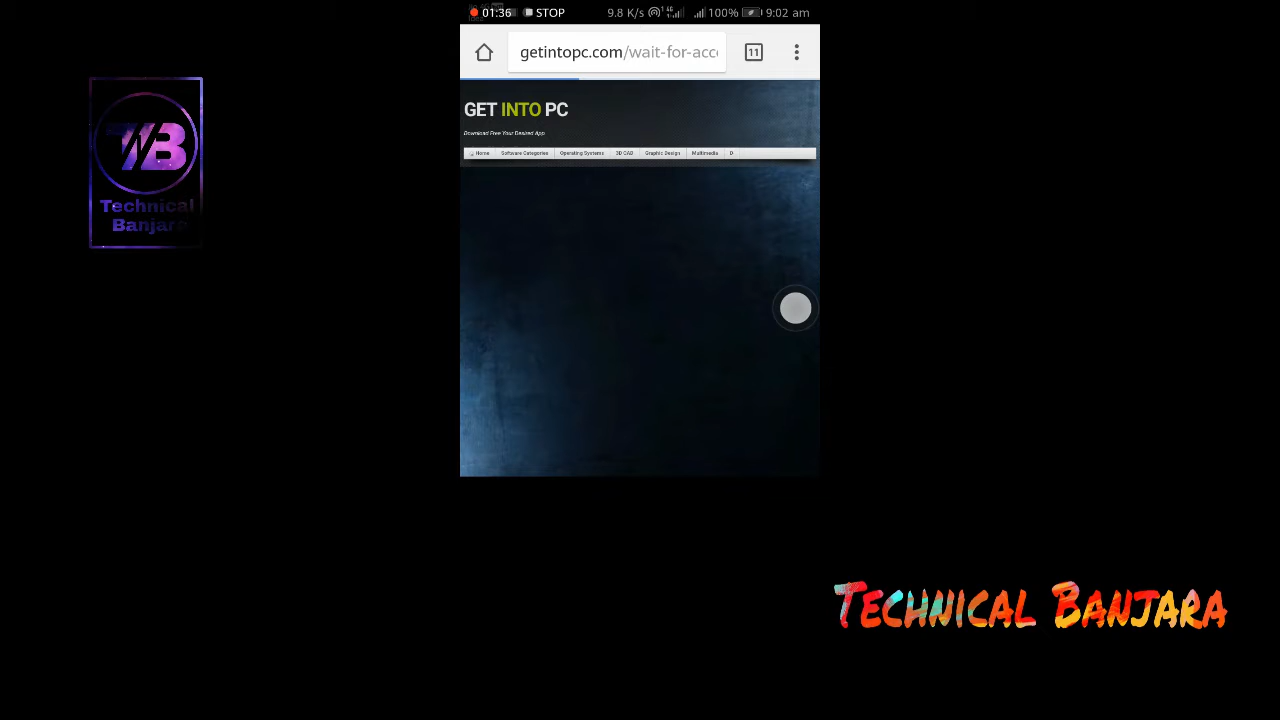 01:36 STOP 9.8 K/s 100% 9:02 am
getintopc.com/wait-for-acc
11
GET INTO PC
Download Free Your Desired App
Home Software Categories Operating Systems 3D CAD Graphic Design Multimedia D
TB
Technical
Banjara
TECHNICAL BANJARA